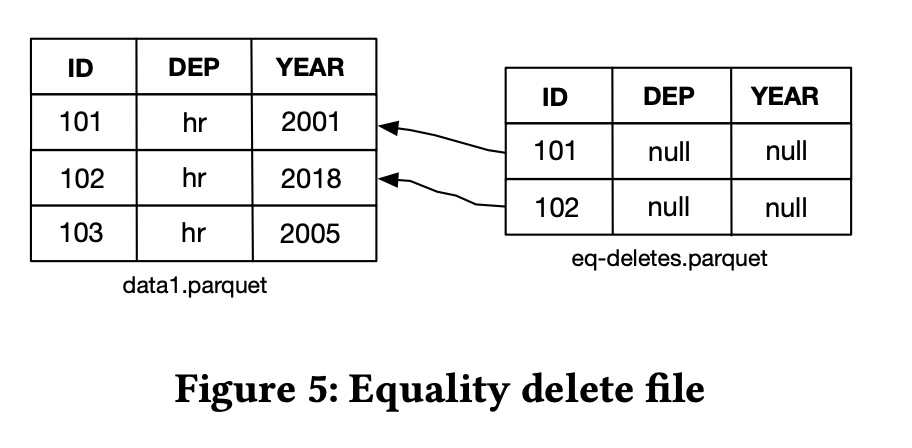 ID DEP YEAR
101 hr 2001
102 hr 2018
103 hr 2005
data1.parquet
ID DEP YEAR
101 null null
102 null null
eq-deletes.parquet
Figure 5: Equality delete file